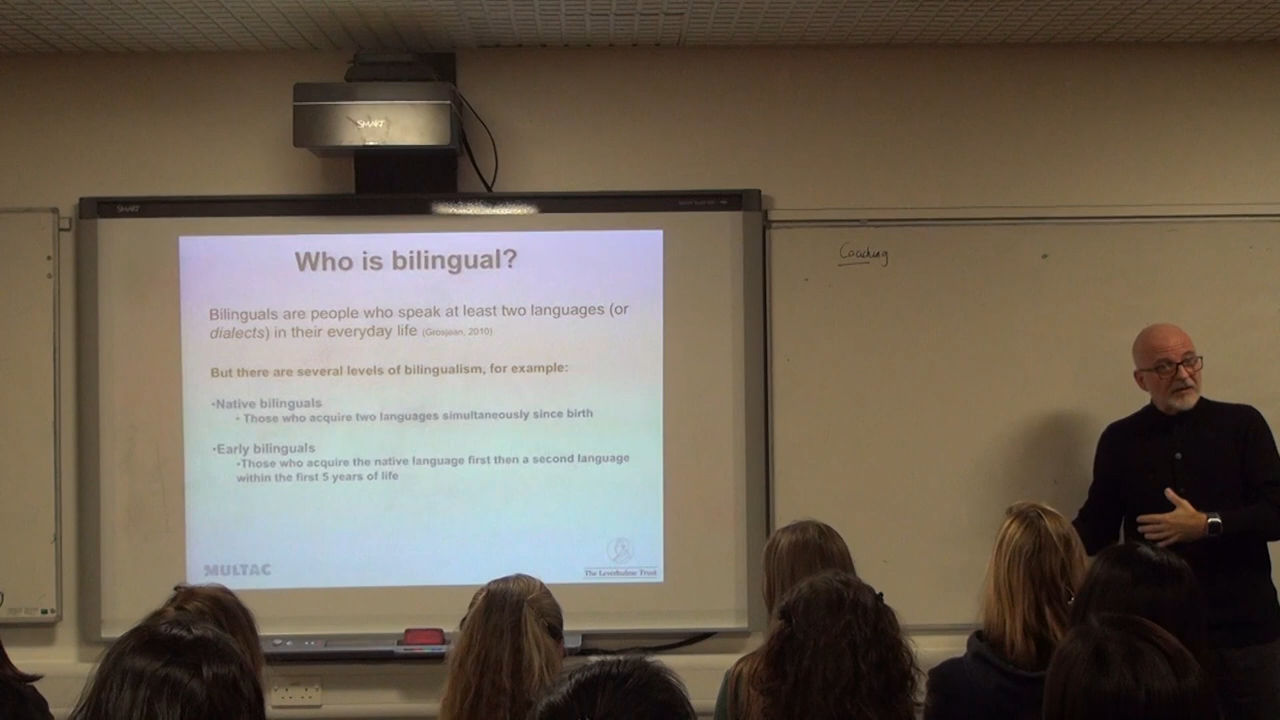 SMART
SMART
Who is bilingual?
Bilinguals are people who speak at least two languages (or
dialects) in their everyday life (Grosjean, 2010)
But there are several levels of bilingualism, for example:
•Native bilinguals
• Those who acquire two languages simultaneously since birth
•Early bilinguals
•Those who acquire the native language first then a second language
within the first 5 years of life
MULTAC
The Leverhulme Trust
Coaching